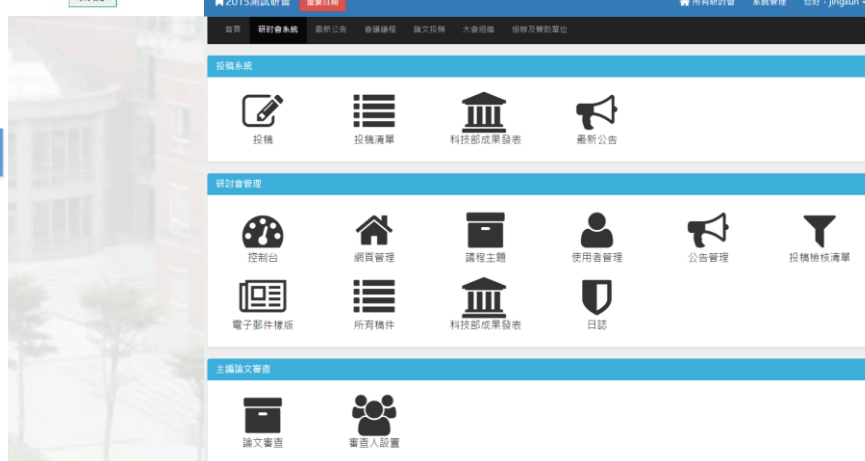 2015測試研會 重要日期 所有研討會 系統管理 您好，jingxun
首頁 研討會系統 最新公告 會議議程 論文投稿 大會組織 協辦及贊助單位
投稿系統
投稿 投稿清單 科技部成果發表 最新公告
研討會管理
控制台 網頁管理 議程主題 使用者管理 公告管理 投稿檢核清單
電子郵件樣版 所有稿件 科技部成果發表 日誌
主編論文審查
論文審查 審查人設置